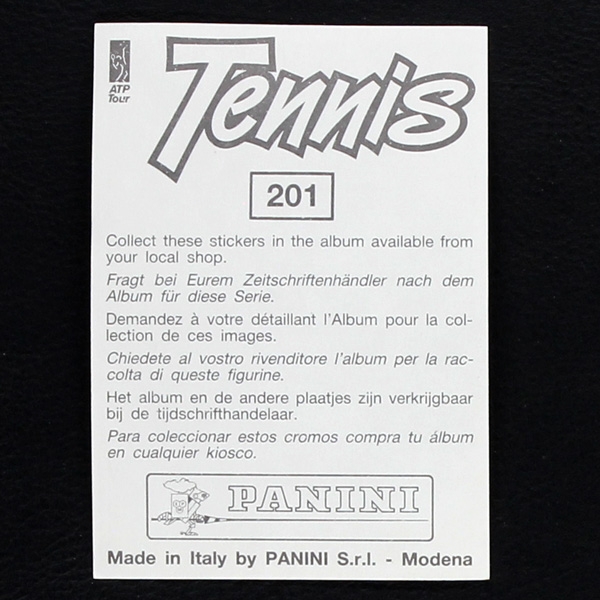 ATP
Tour
Tennis
201
Collect these stickers in the album available from
your local shop.
Fragt bei Eurem Zeitschriftenhändler nach dem
Album für diese Serie.
Demandez à votre détaillant l'Album pour la col-
lection de ces images.
Chiedete al vostro rivenditore l'album per la rac-
colta di queste figurine.
Het album en de andere plaatjes zijn verkrijgbaar
bij de tijdschrifthandelaar.
Para coleccionar estos cromos compra tu álbum
en cualquier kiosco.
PANINI
Made in Italy by PANINI S.r.l. - Modena